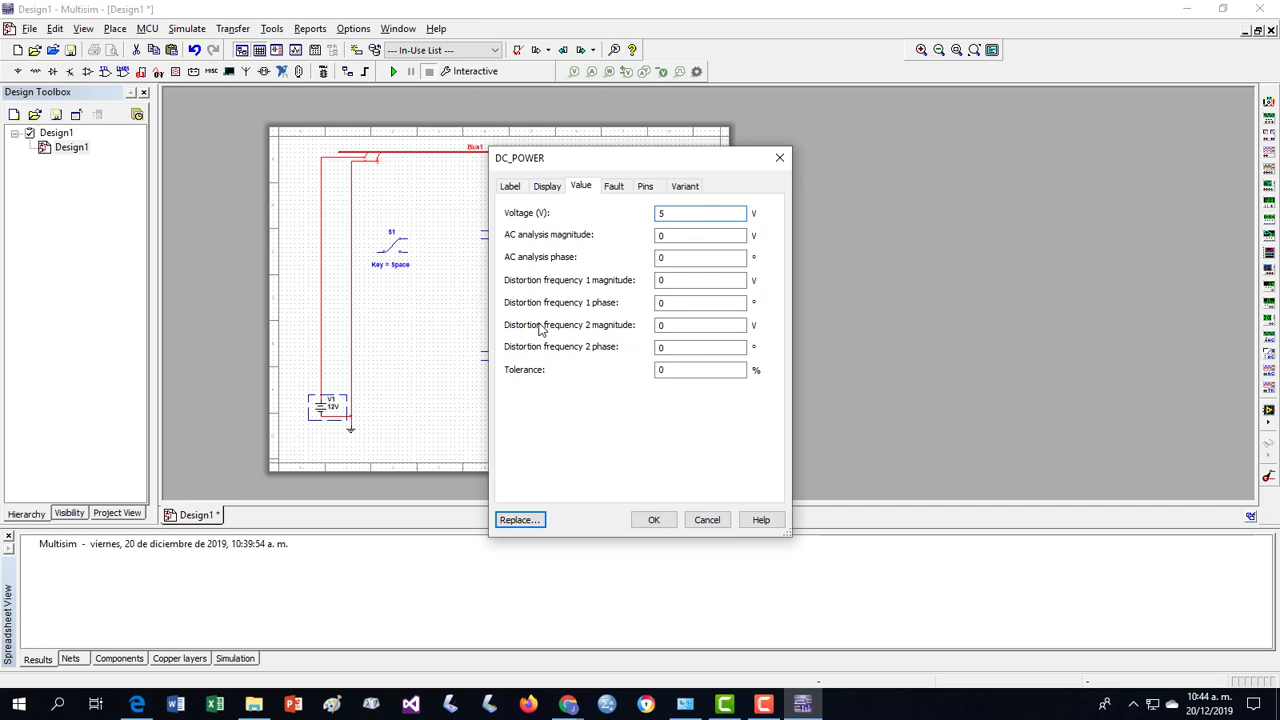 Design1 - Multisim - [Design1 *]
File Edit View Place MCU Simulate Transfer Tools Reports Options Window Help
--- In-Use List ---
Interactive
Design Toolbox
Design1
Design1
Bus1
S1
Key = Space
V1
12V
DC_POWER
Label Display Value Fault Pins Variant
Voltage (V): 5 V
AC analysis magnitude: 0 V
AC analysis phase: 0 °
Distortion frequency 1 magnitude: 0 V
Distortion frequency 1 phase: 0 °
Distortion frequency 2 magnitude: 0 V
Distortion frequency 2 phase: 0 °
Tolerance: 0 %
Replace... OK Cancel Help
Hierarchy Visibility Project View
Design1 *
Multisim - viernes, 20 de diciembre de 2019, 10:39:54 a. m.
Spreadsheet View
Results Nets Components Copper layers Simulation
10:44 a. m.
20/12/2019